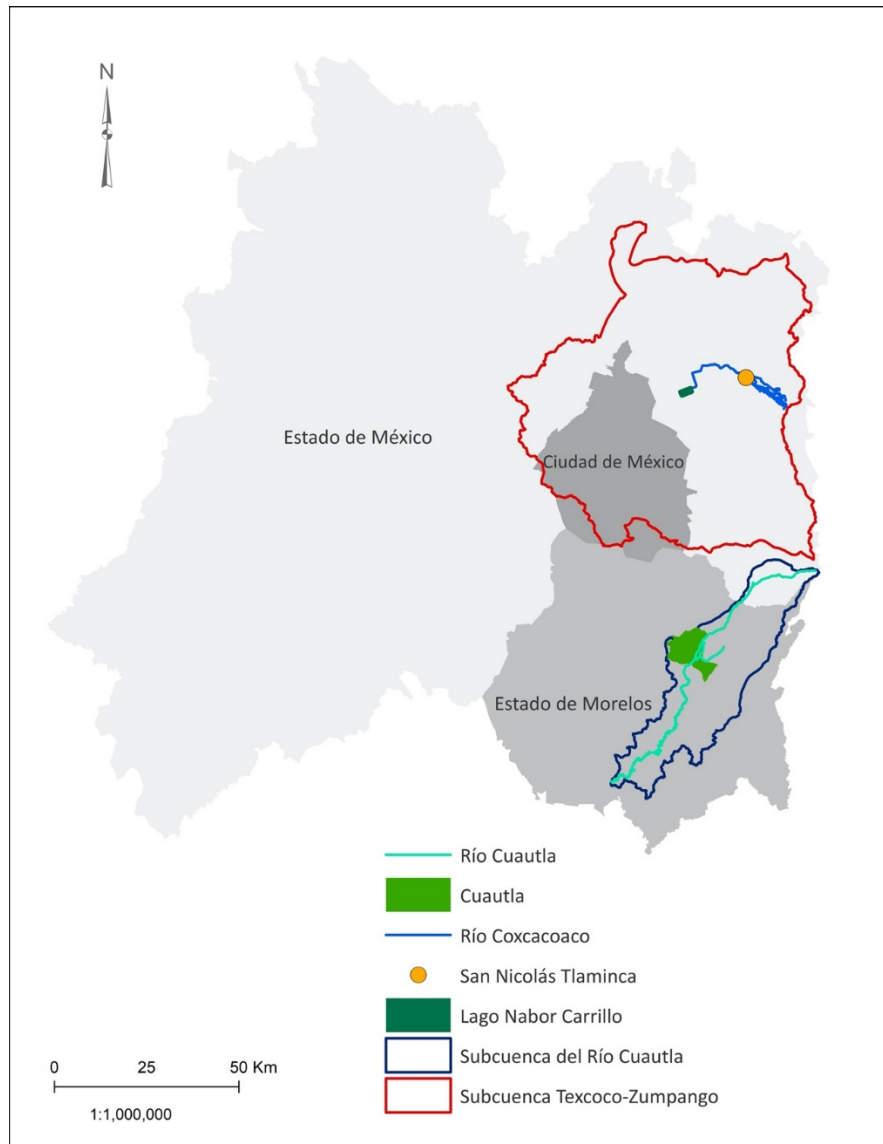 N
Estado de México
Ciudad de México
Estado de Morelos
Río Cuautla
Cuautla
Río Coxcacoaco
San Nicolás Tlaminca
Lago Nabor Carrillo
Subcuenca del Río Cuautla
Subcuenca Texcoco-Zumpango
0 25 50 Km
1:1,000,000